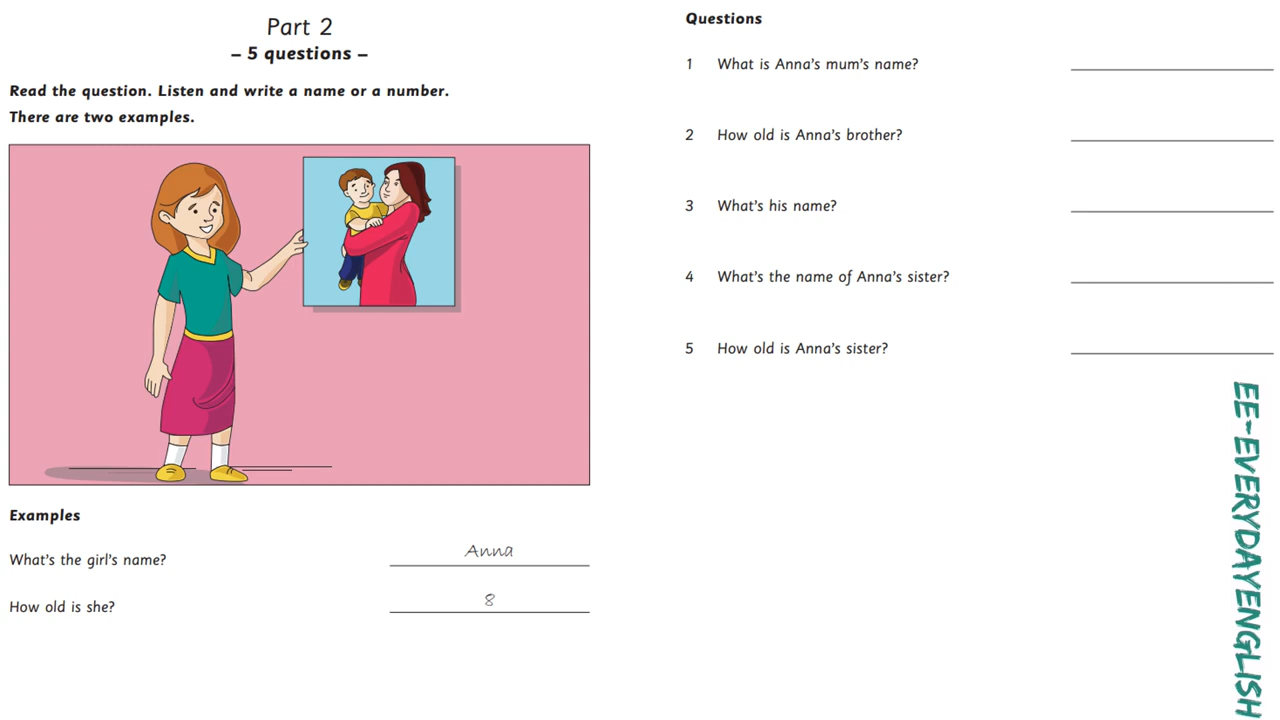 Part 2
– 5 questions –
Read the question. Listen and write a name or a number.
There are two examples.
Examples
What's the girl's name? Anna
How old is she? 8
Questions
1 What is Anna's mum's name?
2 How old is Anna's brother?
3 What's his name?
4 What's the name of Anna's sister?
5 How old is Anna's sister?
EE-EVERYDAYENGLISH